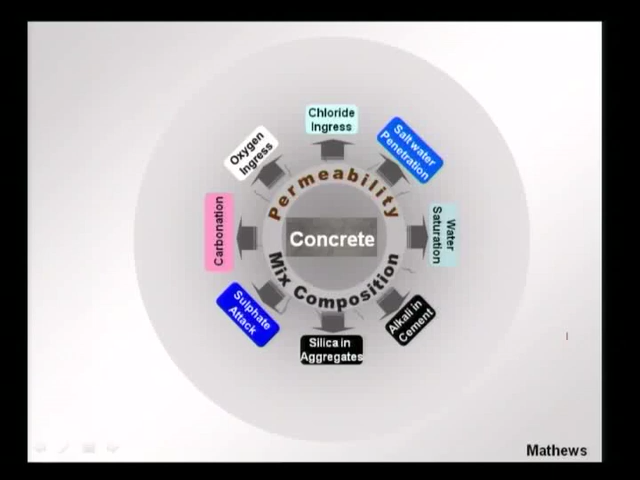 Chloride
Ingress
Salt water
Penetration
Oxygen
Ingress
Permeability
Water
Saturation
Carbonation
Concrete
Mix Composition
Sulphate
Attack
Alkali in
Cement
Silica in
Aggregates
Mathews